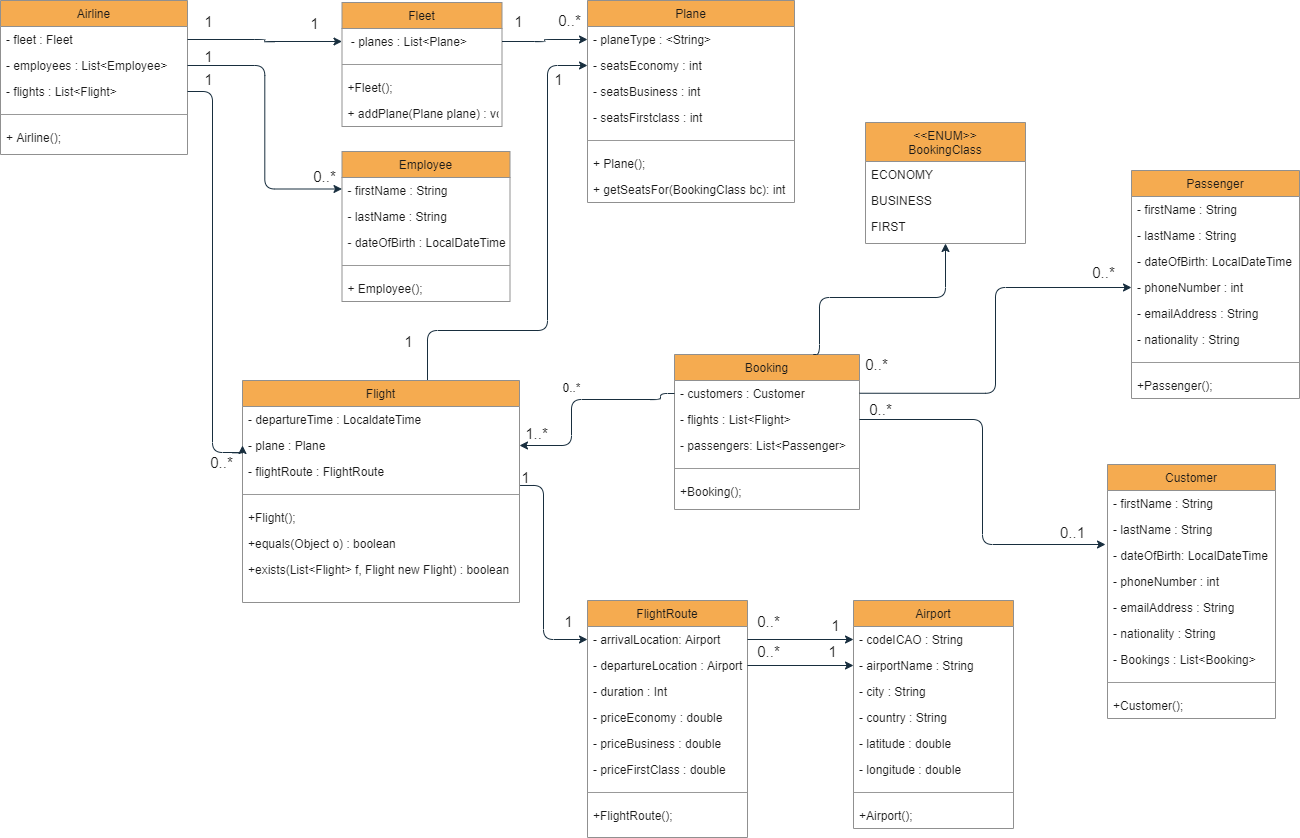 Airline
- fleet : Fleet
- employees : List<Employee>
- flights : List<Flight>
+ Airline();
1
1
1
1
Fleet
- planes : List<Plane>
+Fleet();
+ addPlane(Plane plane) : vo
1
0..*
Plane
- planeType : <String>
- seatsEconomy : int
- seatsBusiness : int
- seatsFirstclass : int
+ Plane();
+ getSeatsFor(BookingClass bc): int
1
0..*
Employee
- firstName : String
- lastName : String
- dateOfBirth : LocalDateTime
+ Employee();
<<ENUM>>
BookingClass
ECONOMY
BUSINESS
FIRST
Passenger
- firstName : String
- lastName : String
- dateOfBirth: LocalDateTime
- phoneNumber : int
- emailAddress : String
- nationality : String
+Passenger();
0..*
1
0..*
Flight
- departureTime : LocaldateTime
- plane : Plane
- flightRoute : FlightRoute
+Flight();
+equals(Object o) : boolean
+exists(List<Flight> f, Flight new Flight) : boolean
0..*
1..*
1
Booking
- customers : Customer
- flights : List<Flight>
- passengers: List<Passenger>
+Booking();
0..*
0..*
0..1
Customer
- firstName : String
- lastName : String
- dateOfBirth: LocalDateTime
- phoneNumber : int
- emailAddress : String
- nationality : String
- Bookings : List<Booking>
+Customer();
1
FlightRoute
- arrivalLocation: Airport
- departureLocation : Airport
- duration : Int
- priceEconomy : double
- priceBusiness : double
- priceFirstClass : double
+FlightRoute();
0..*
1
0..*
1
Airport
- codeICAO : String
- airportName : String
- city : String
- country : String
- latitude : double
- longitude : double
+Airport();